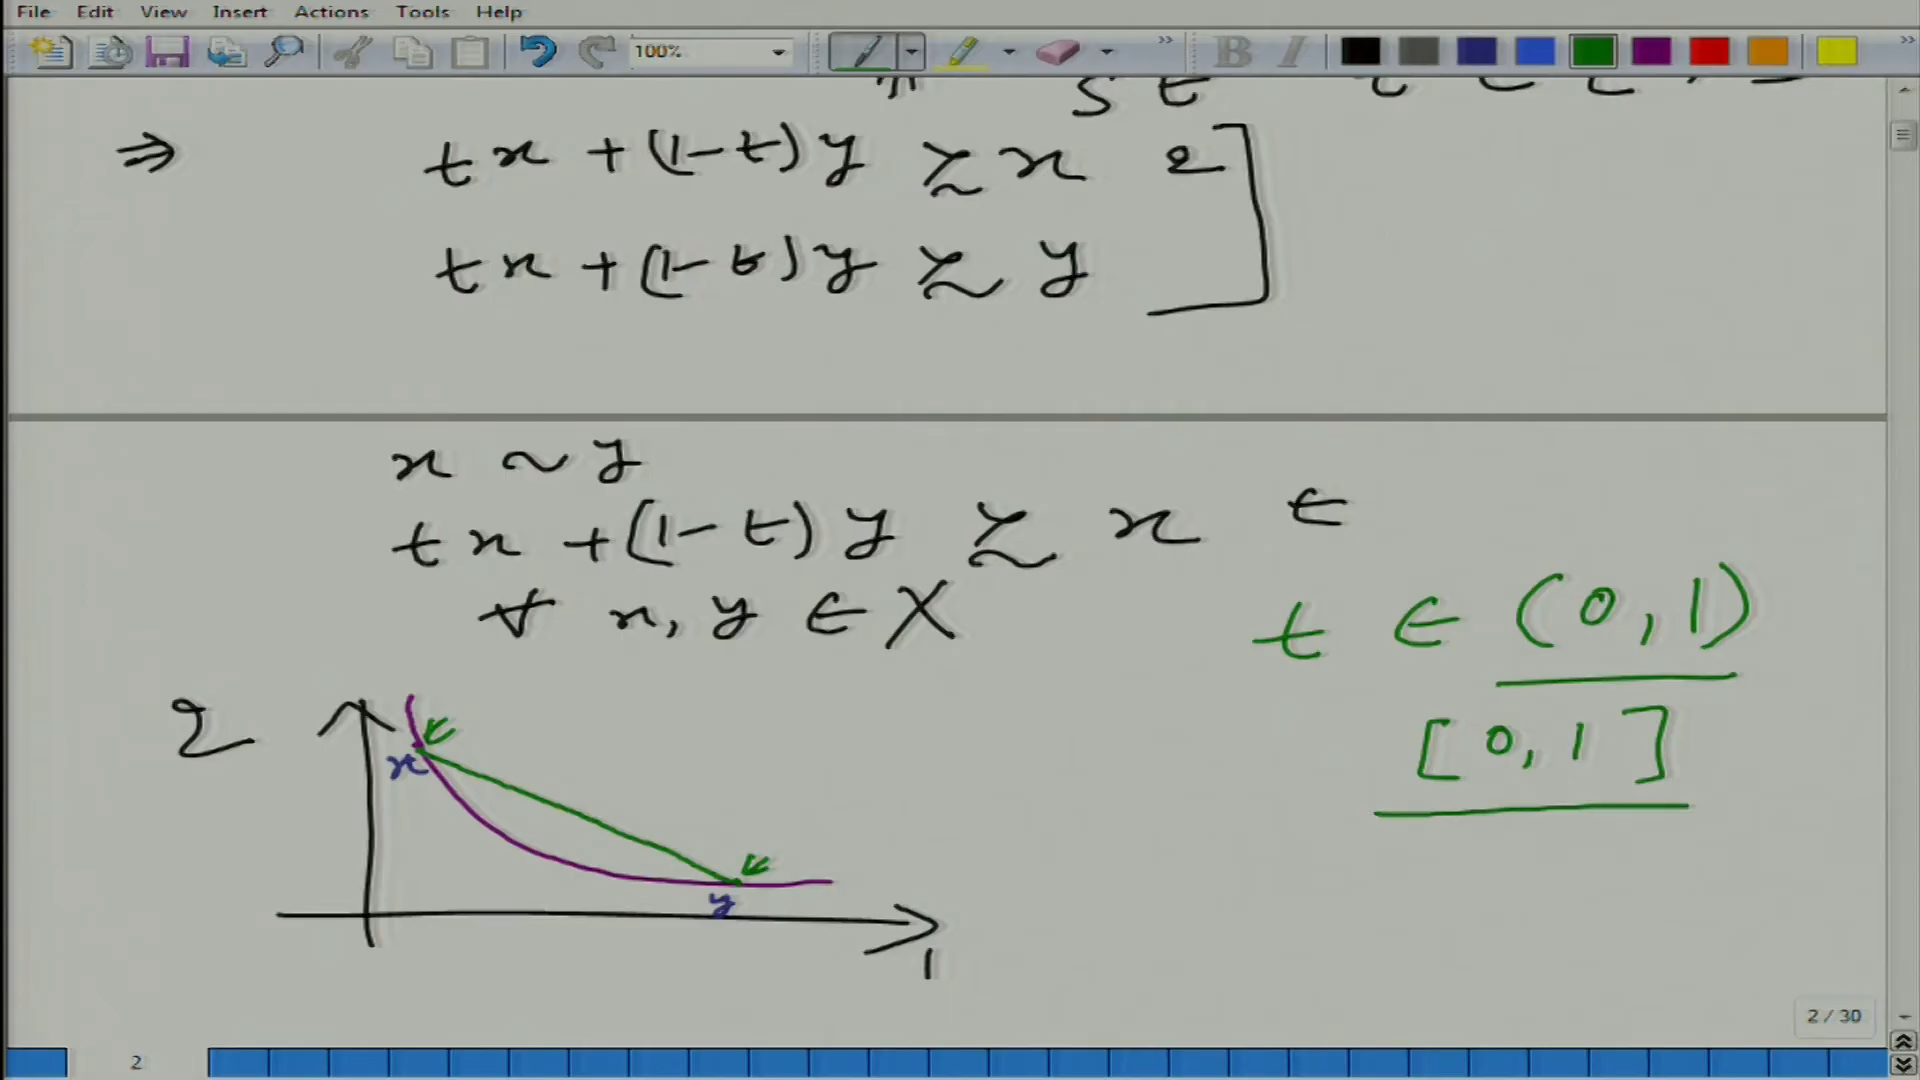 File Edit View Insert Actions Tools Help
100%
B I
⇒ tx + (1-t)y ≿ x &
tx + (1-t)y ≿ y
x ~ y
tx + (1-t)y ≿ x ∈
∀ x, y ∈ X
t ∈ (0,1)
[0,1]
2
x
y
1
2 / 30
2